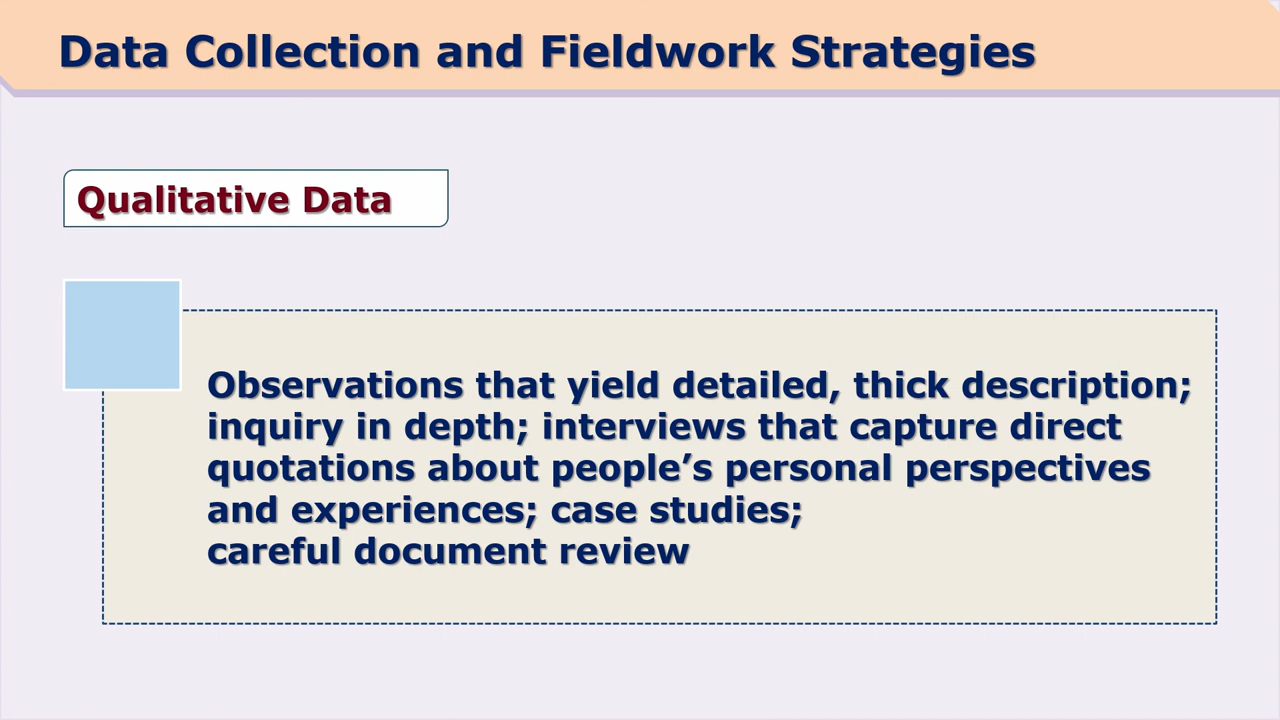 Data Collection and Fieldwork Strategies
Qualitative Data
Observations that yield detailed, thick description;
inquiry in depth; interviews that capture direct
quotations about people’s personal perspectives
and experiences; case studies;
careful document review